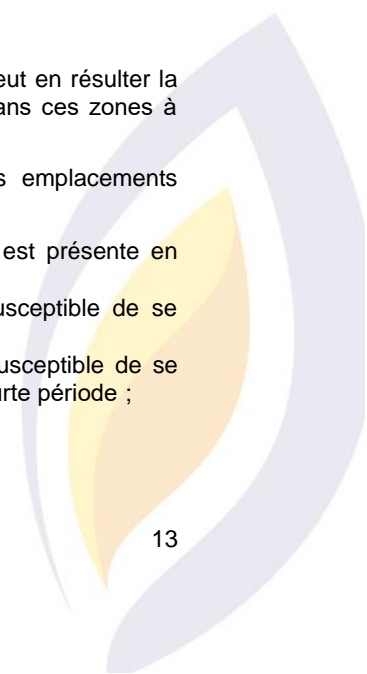 eut en résulter la
ans ces zones à
s emplacements
est présente en
usceptible de se
usceptible de se
urte période ;
13